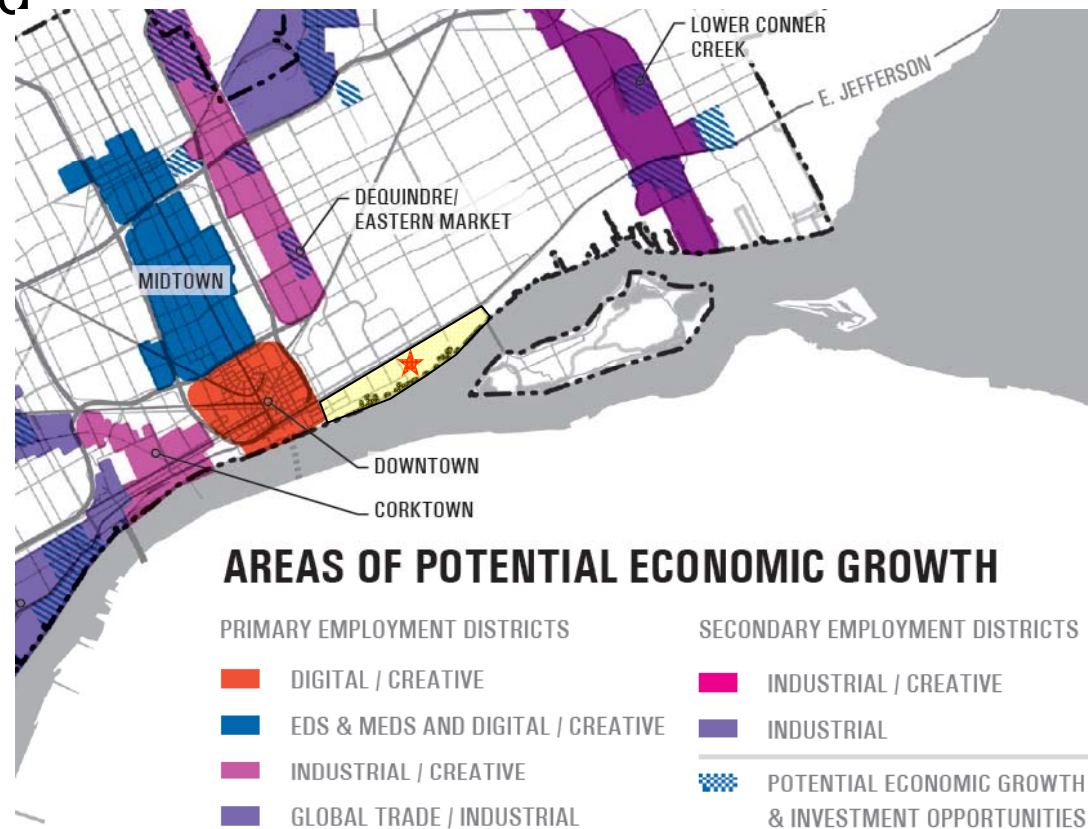 LOWER CONNER
CREEK
E. JEFFERSON
DEQUINDRE/
EASTERN MARKET
MIDTOWN
DOWNTOWN
CORKTOWN
AREAS OF POTENTIAL ECONOMIC GROWTH
PRIMARY EMPLOYMENT DISTRICTS
DIGITAL / CREATIVE
EDS & MEDS AND DIGITAL / CREATIVE
INDUSTRIAL / CREATIVE
GLOBAL TRADE / INDUSTRIAL
SECONDARY EMPLOYMENT DISTRICTS
INDUSTRIAL / CREATIVE
INDUSTRIAL
POTENTIAL ECONOMIC GROWTH
& INVESTMENT OPPORTUNITIES